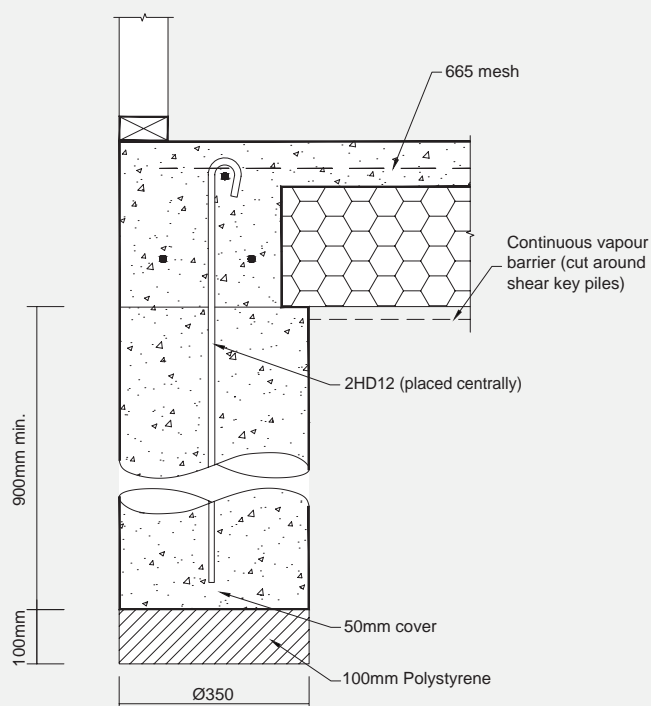 665 mesh
Continuous vapour
barrier (cut around
shear key piles)
2HD12 (placed centrally)
900mm min.
50mm cover
100mm
100mm Polystyrene
Ø350